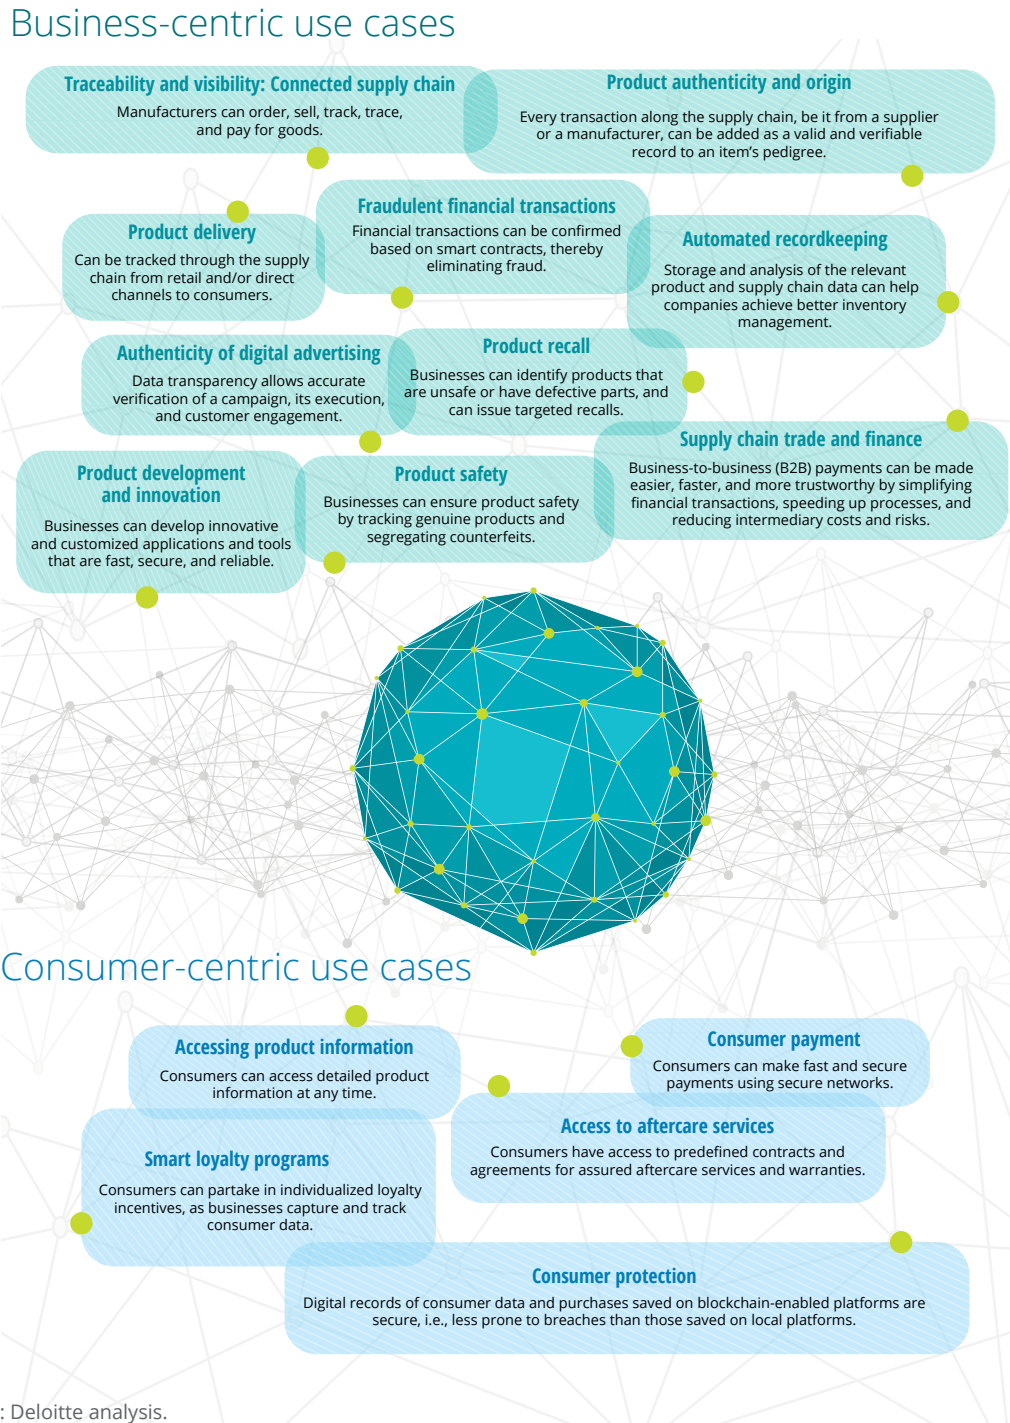 Business-centric use cases
Traceability and visibility: Connected supply chain
Manufacturers can order, sell, track, trace,
and pay for goods.
Product authenticity and origin
Every transaction along the supply chain, be it from a supplier
or a manufacturer, can be added as a valid and verifiable
record to an item’s pedigree.
Fraudulent financial transactions
Financial transactions can be confirmed
based on smart contracts, thereby
eliminating fraud.
Product delivery
Can be tracked through the supply
chain from retail and/or direct
channels to consumers.
Automated recordkeeping
Storage and analysis of the relevant
product and supply chain data can help
companies achieve better inventory
management.
Authenticity of digital advertising
Data transparency allows accurate
verification of a campaign, its execution,
and customer engagement.
Product recall
Businesses can identify products that
are unsafe or have defective parts, and
can issue targeted recalls.
Supply chain trade and finance
Business-to-business (B2B) payments can be made
easier, faster, and more trustworthy by simplifying
financial transactions, speeding up processes, and
reducing intermediary costs and risks.
Product development
and innovation
Businesses can develop innovative
and customized applications and tools
that are fast, secure, and reliable.
Product safety
Businesses can ensure product safety
by tracking genuine products and
segregating counterfeits.
Consumer-centric use cases
Accessing product information
Consumers can access detailed product
information at any time.
Consumer payment
Consumers can make fast and secure
payments using secure networks.
Access to aftercare services
Consumers have access to predefined contracts and
agreements for assured aftercare services and warranties.
Smart loyalty programs
Consumers can partake in individualized loyalty
incentives, as businesses capture and track
consumer data.
Consumer protection
Digital records of consumer data and purchases saved on blockchain-enabled platforms are
secure, i.e., less prone to breaches than those saved on local platforms.
: Deloitte analysis.